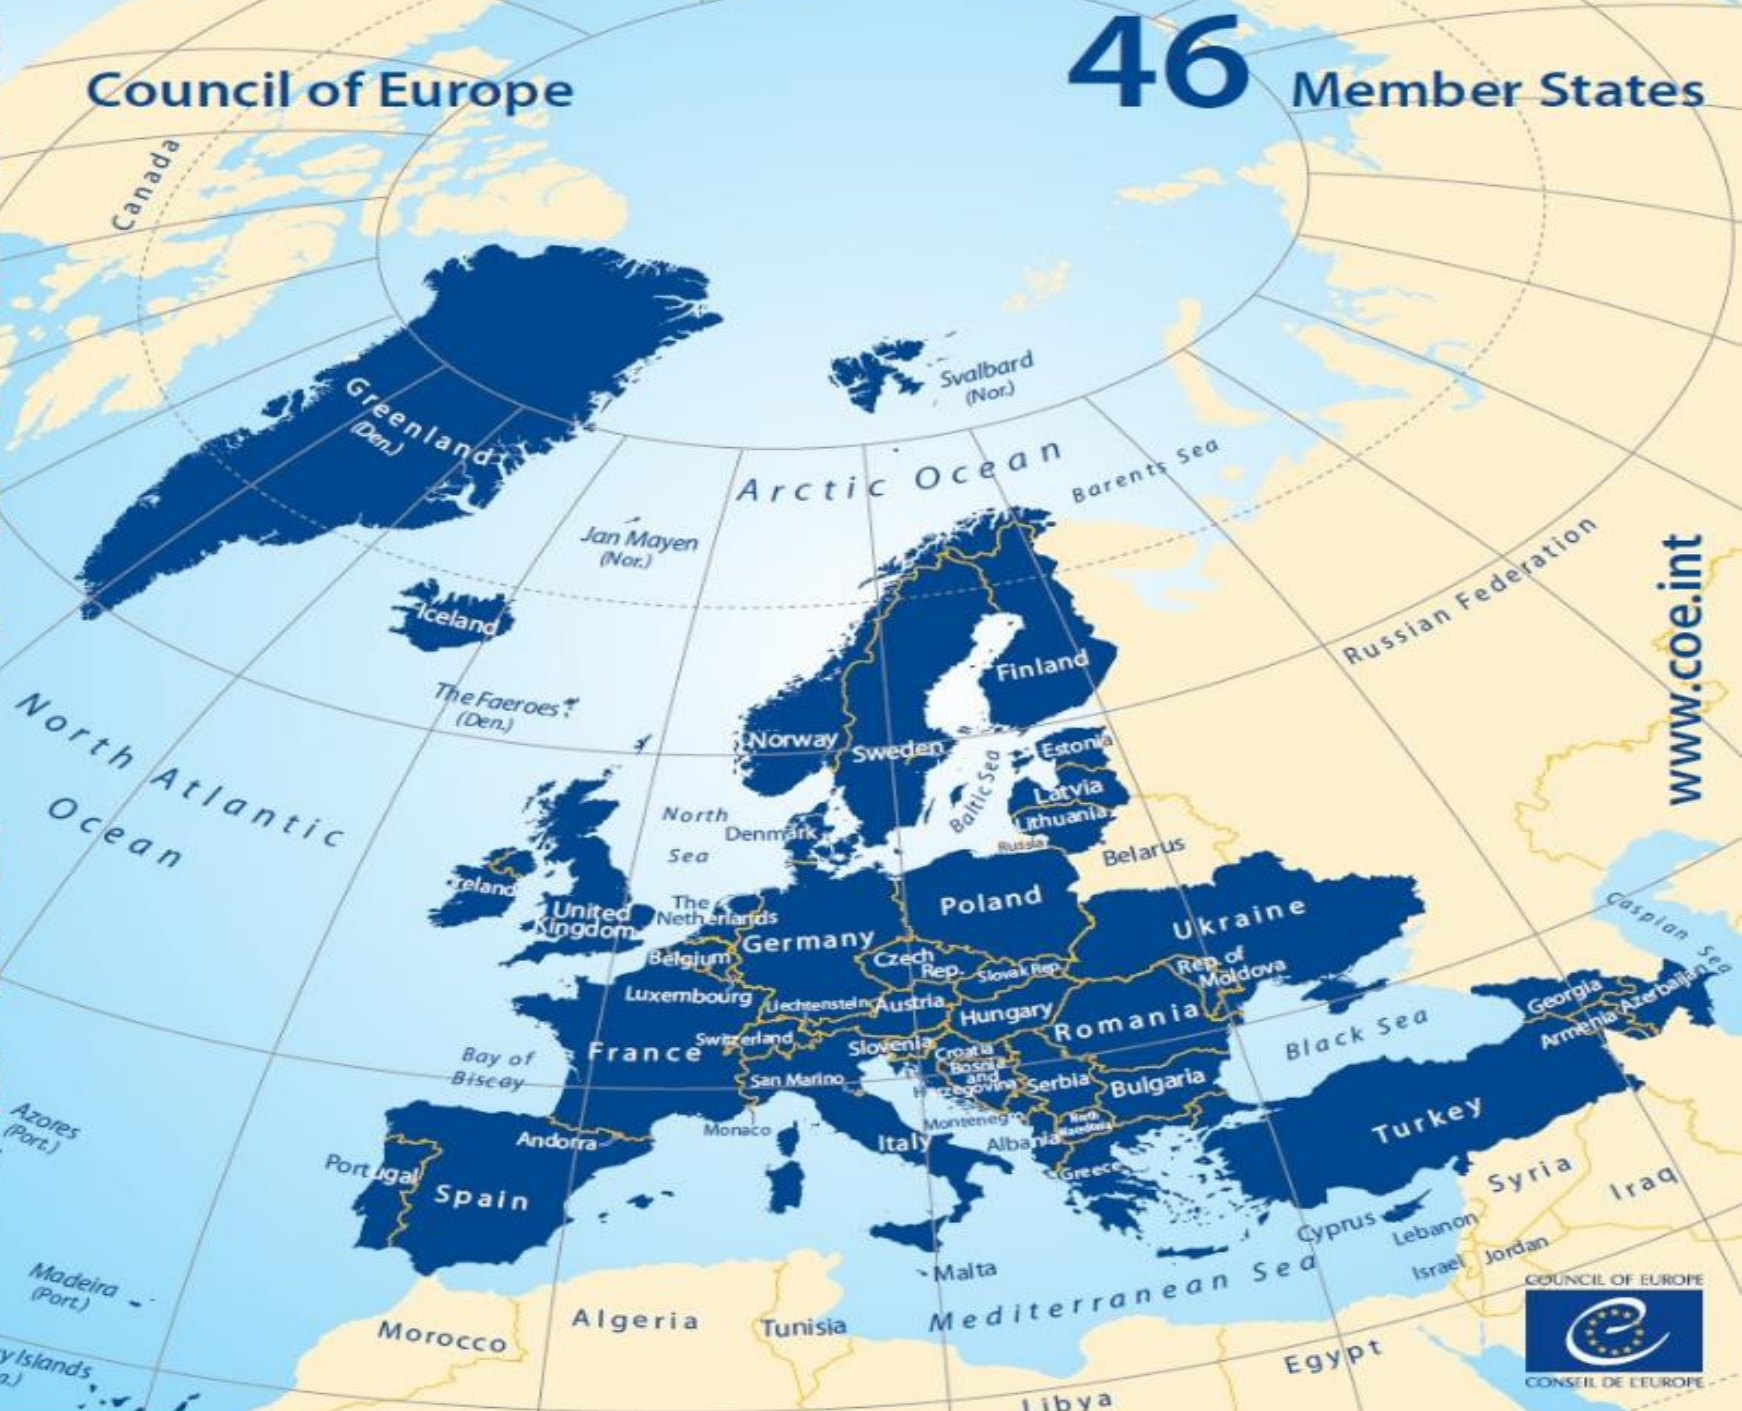 Council of Europe
46 Member States
Canada
Greenland
(Den.)
Svalbard
(Nor.)
Arctic Ocean
Barents Sea
Jan Mayen
(Nor.)
Iceland
Russian Federation
www.coe.int
The Faeroes
(Den.)
North Atlantic
Ocean
Finland
Norway
Sweden
Estonia
Baltic Sea
Latvia
Lithuania
Russia
Belarus
North
Sea
Denmark
Ireland
United
Kingdom
The
Netherlands
Poland
Ukraine
Germany
Belgium
Czech
Rep.
Slovak Rep.
Rep. of
Moldova
Caspian Sea
Luxembourg
Liechtenstein
Austria
Hungary
Romania
Georgia
Azerbaijan
Armenia
Black Sea
Switzerland
France
Slovenia
Croatia
Bosnia
and
Herzegovina
Serbia
Bulgaria
Bay of
Biscay
San Marino
Monaco
Andorra
Italy
Montenegro
Albania
North
Macedonia
Greece
Turkey
Azores
(Port.)
Portugal
Spain
Syria
Iraq
Cyprus
Lebanon
Israel
Jordan
Malta
Mediterranean Sea
Madeira
(Port.)
Morocco
Algeria
Tunisia
Libya
Egypt
y Islands
COUNCIL OF EUROPE
CONSEIL DE L'EUROPE